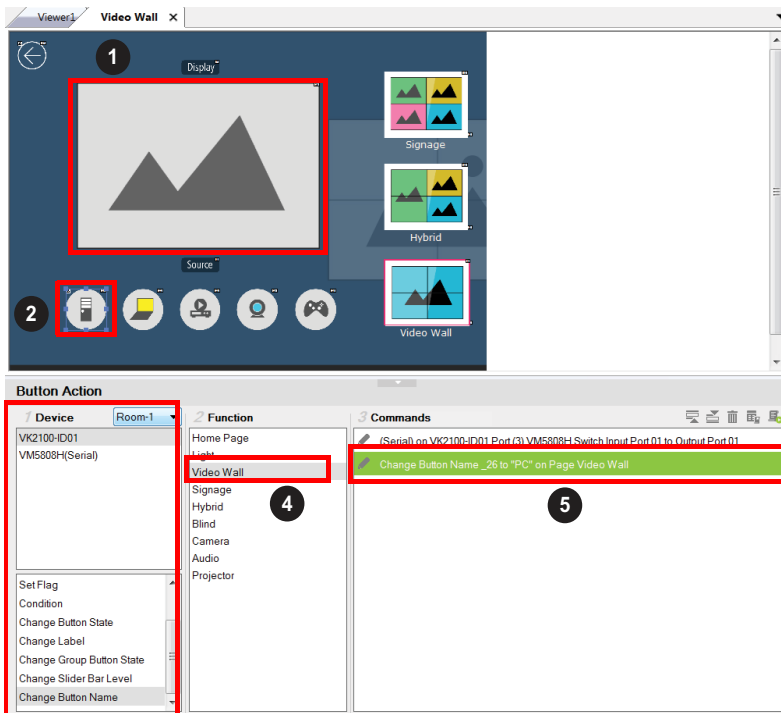 Viewer1 Video Wall X
1
Display
Signage
Hybrid
Source
2
Video Wall
Button Action
1 Device Room-1 2 Function 3 Commands
VK2100-ID01
VM5808H(Serial)
Home Page
Light
Video Wall
Signage
Hybrid
Blind
Camera
Audio
Projector
4
(Serial) on VK2100-ID01 Port (3) VM5808H Switch Input Port 01 to Output Port 01
Change Button Name _26 to "PC" on Page Video Wall
5
Set Flag
Condition
Change Button State
Change Label
Change Group Button State
Change Slider Bar Level
Change Button Name